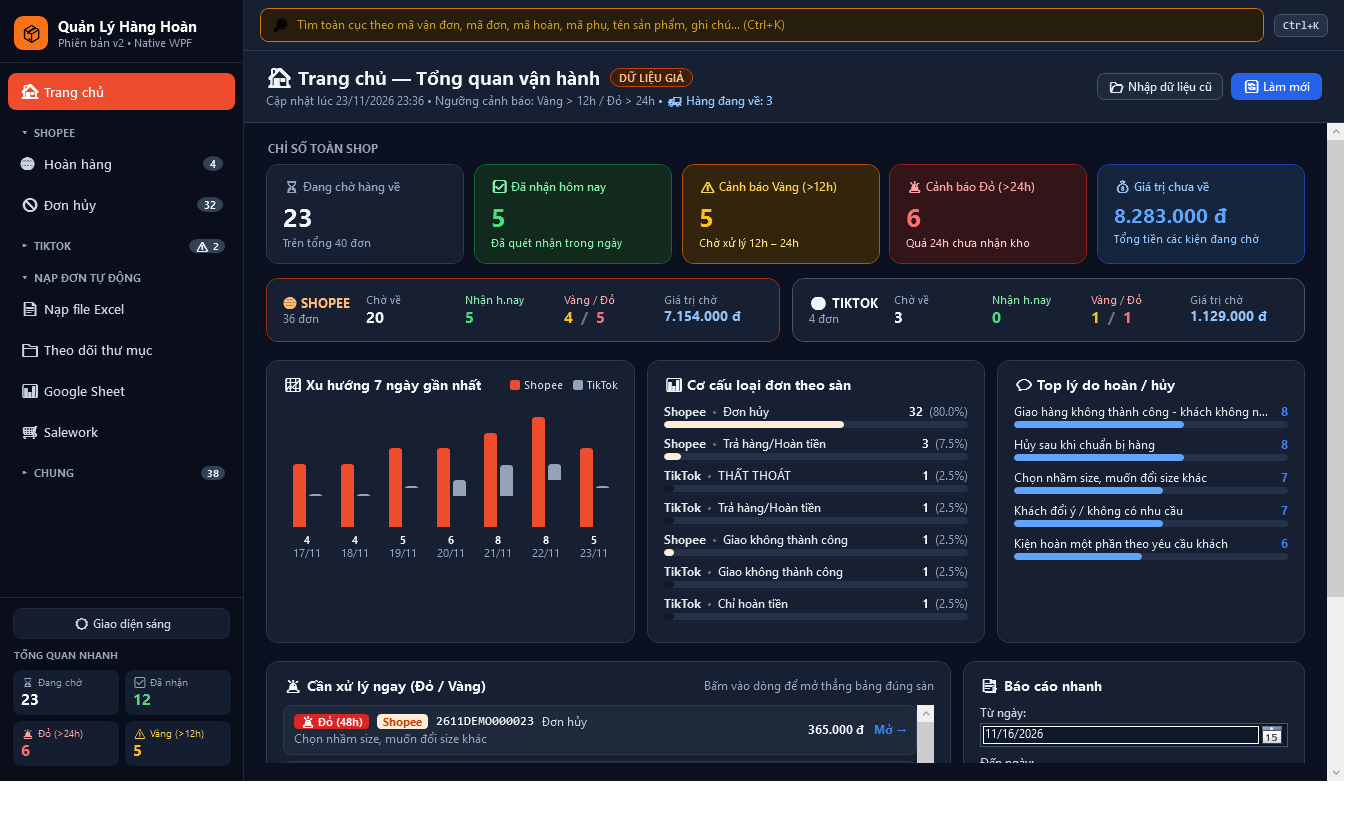 Quản Lý Hàng Hoàn
Phiên bản v2 • Native WPF
Trang chủ
SHOPEE
Hoàn hàng 4
Đơn hủy 32
TIKTOK 2
NẠP ĐƠN TỰ ĐỘNG
Nạp file Excel
Theo dõi thư mục
Google Sheet
Salework
CHUNG 38
Giao diện sáng
TỔNG QUAN NHANH
Đang chờ
23
Đã nhận
12
Đỏ (>24h)
6
Vàng (>12h)
5
Tìm toàn cục theo mã vận đơn, mã đơn, mã hoàn, mã phụ, tên sản phẩm, ghi chú... (Ctrl+K)
Ctrl+K
Trang chủ — Tổng quan vận hành DỮ LIỆU GIẢ
Cập nhật lúc 23/11/2026 23:36 • Ngưỡng cảnh báo: Vàng > 12h / Đỏ > 24h • Hàng đang về: 3
Nhập dữ liệu cũ
Làm mới
CHỈ SỐ TOÀN SHOP
Đang chờ hàng về
23
Trên tổng 40 đơn
Đã nhận hôm nay
5
Đã quét nhận trong ngày
Cảnh báo Vàng (>12h)
5
Chờ xử lý 12h – 24h
Cảnh báo Đỏ (>24h)
6
Quá 24h chưa nhận kho
Giá trị chưa về
8.283.000 đ
Tổng tiền các kiện đang chờ
SHOPEE
36 đơn
Chờ về
20
Nhận h.nay
5
Vàng / Đỏ
4 / 5
Giá trị chờ
7.154.000 đ
TIKTOK
4 đơn
Chờ về
3
Nhận h.nay
0
Vàng / Đỏ
1 / 1
Giá trị chờ
1.129.000 đ
Xu hướng 7 ngày gần nhất
Shopee TikTok
4 4 5 6 8 8 5
17/11 18/11 19/11 20/11 21/11 22/11 23/11
Cơ cấu loại đơn theo sàn
Shopee • Đơn hủy 32 (80.0%)
Shopee • Trả hàng/Hoàn tiền 3 (7.5%)
TikTok • THẤT THOÁT 1 (2.5%)
TikTok • Trả hàng/Hoàn tiền 1 (2.5%)
Shopee • Giao không thành công 1 (2.5%)
TikTok • Giao không thành công 1 (2.5%)
TikTok • Chỉ hoàn tiền 1 (2.5%)
Top lý do hoàn / hủy
Giao hàng không thành công - khách không n... 8
Hủy sau khi chuẩn bị hàng 8
Chọn nhầm size, muốn đổi size khác 7
Khách đổi ý / không có nhu cầu 7
Kiện hoàn một phần theo yêu cầu khách 6
Cần xử lý ngay (Đỏ / Vàng)
Bấm vào dòng để mở thẳng bảng đúng sàn
Đỏ (48h) Shopee 2611DEMO000023 Đơn hủy
Chọn nhầm size, muốn đổi size khác
365.000 đ Mở →
Báo cáo nhanh
Từ ngày:
11/16/2026
15
Đến ngày: